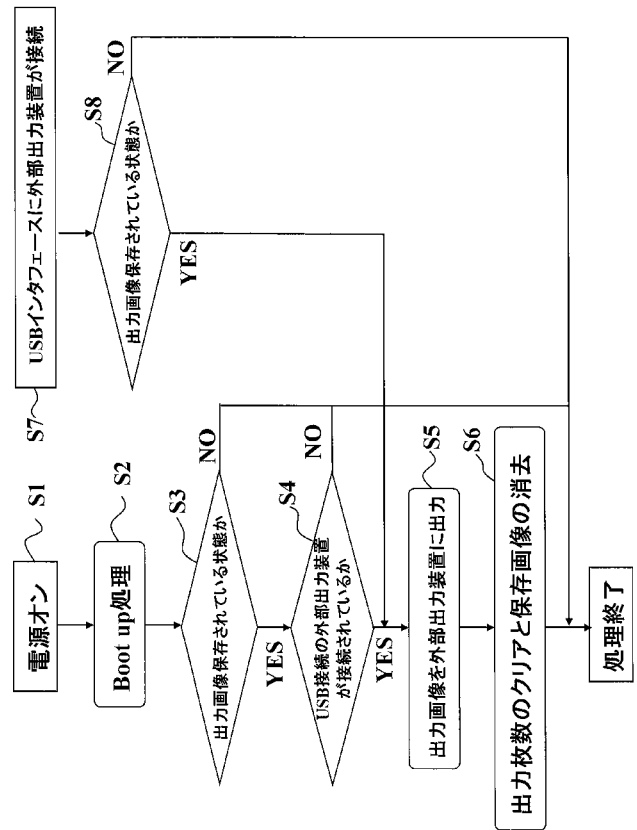 電源オン
S1
Boot up処理
S2
出力画像保存されている状態か
S3
NO
YES
USB接続の外部出力装置
が接続されているか
S4
NO
YES
出力画像を外部出力装置に出力
S5
出力枚数のクリアと保存画像の消去
S6
処理終了
S7
USBインタフェースに外部出力装置が接続
出力画像保存されている状態か
S8
NO
YES